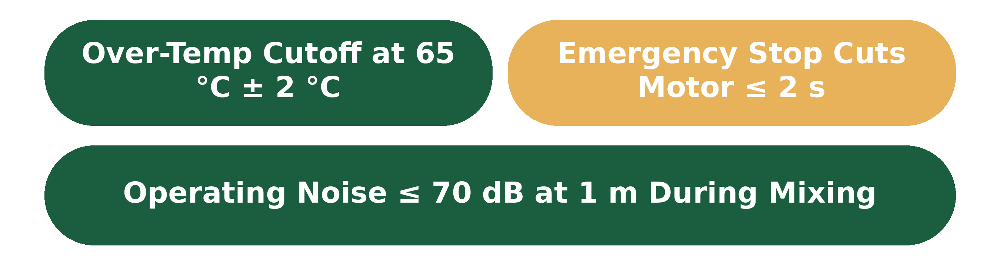 Over-Temp Cutoff at 65
°C ± 2 °C
Emergency Stop Cuts
Motor ≤ 2 s
Operating Noise ≤ 70 dB at 1 m During Mixing